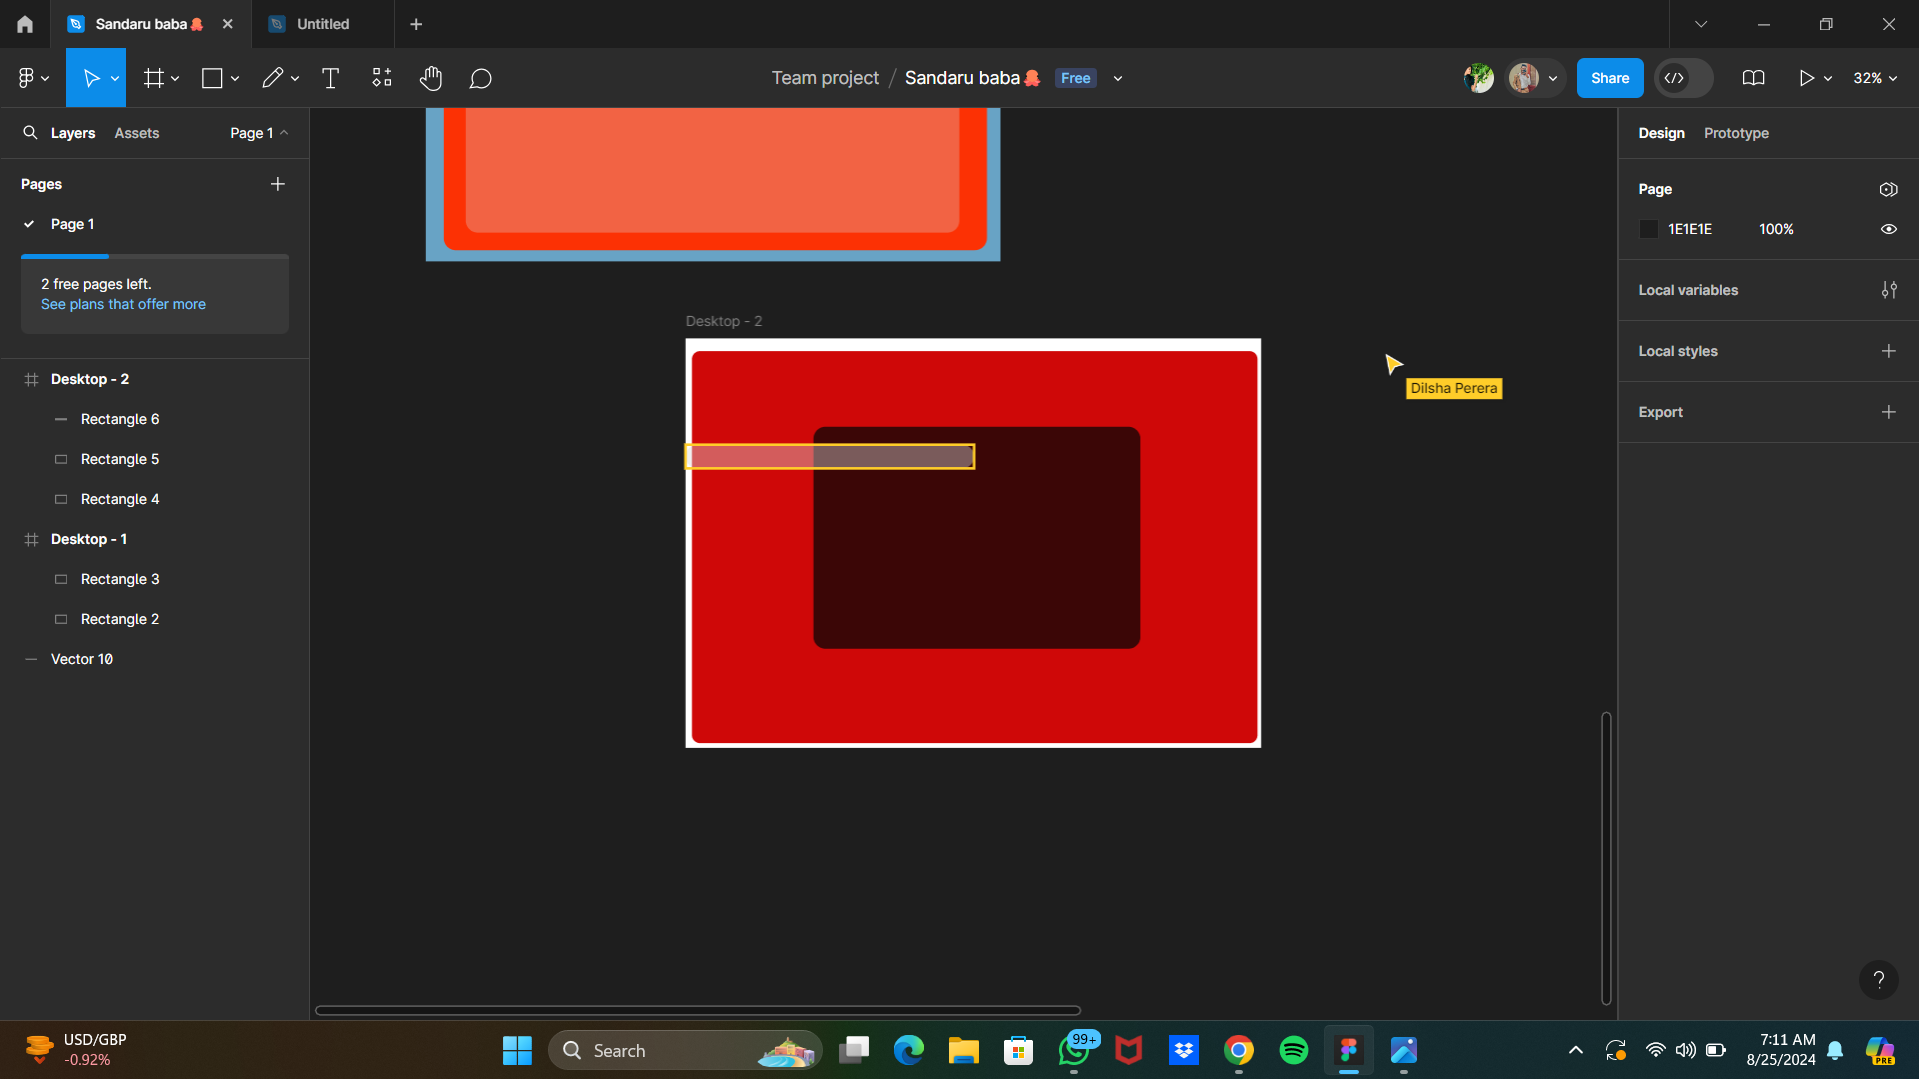 Sandaru baba
Untitled
Team project / Sandaru baba Free
Share
32%
Layers Assets Page 1
Pages
Page 1
2 free pages left.
See plans that offer more
Desktop - 2
Rectangle 6
Rectangle 5
Rectangle 4
Desktop - 1
Rectangle 3
Rectangle 2
Vector 10
Desktop - 2
Dilsha Perera
Design Prototype
Page
1E1E1E 100%
Local variables
Local styles
Export
?
USD/GBP
-0.92%
Search
99+
7:11 AM
8/25/2024
PRE